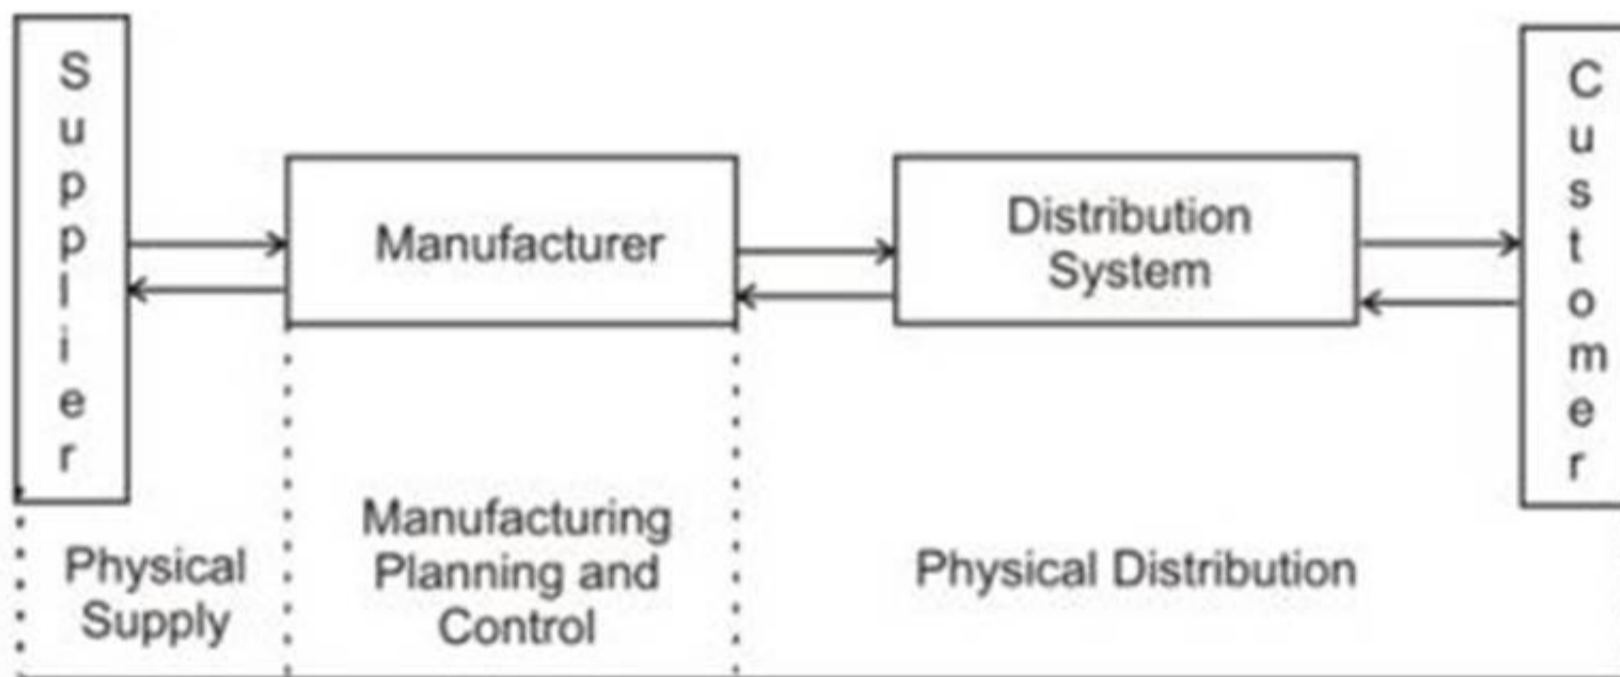 Supplier
Manufacturer
Distribution
System
Customer
Physical
Supply
Manufacturing
Planning and
Control
Physical Distribution